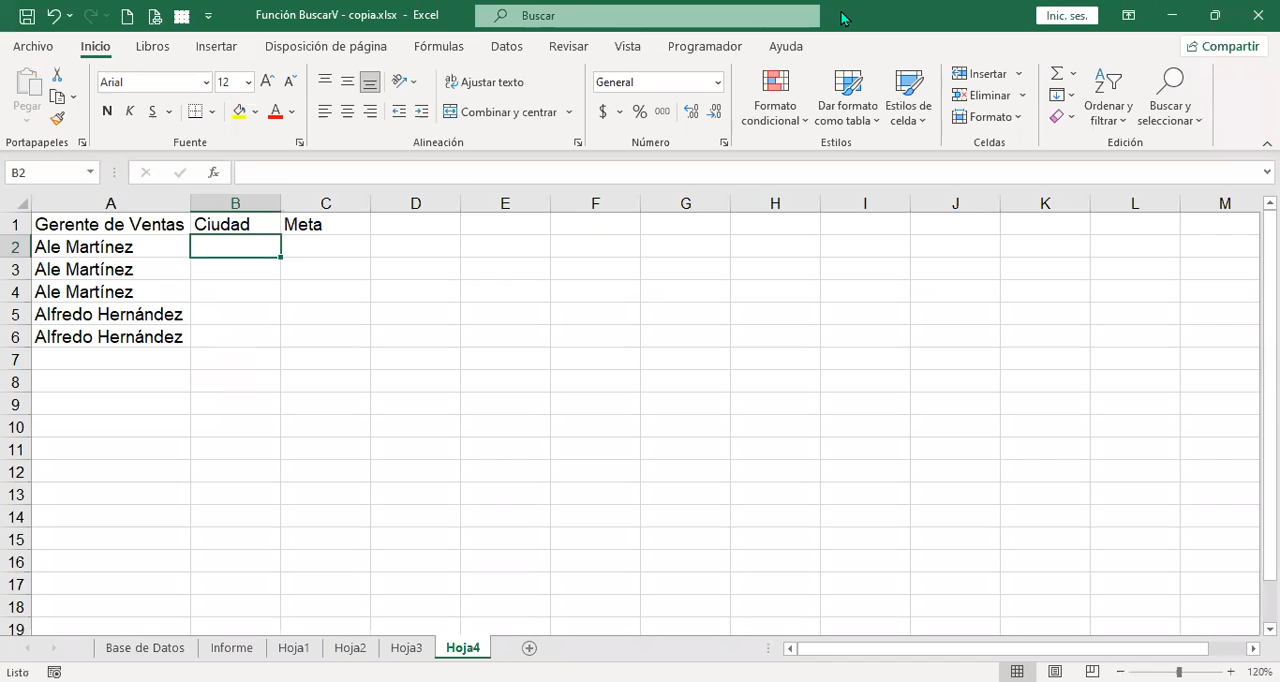 Función BuscarV - copia.xlsx - Excel
Buscar
Inic. ses.
Archivo Inicio Libros Insertar Disposición de página Fórmulas Datos Revisar Vista Programador Ayuda
Compartir
Pegar
Arial 12
N K S
Ajustar texto
Combinar y centrar
General
$ % 000
Formato condicional
Dar formato como tabla
Estilos de celda
Insertar
Eliminar
Formato
Ordenar y filtrar
Buscar y seleccionar
Portapapeles Fuente Alineación Número Estilos Celdas Edición
B2 fx
A B C D E F G H I J K L M
1 Gerente de Ventas Ciudad Meta
2 Ale Martínez
3 Ale Martínez
4 Ale Martínez
5 Alfredo Hernández
6 Alfredo Hernández
7
8
9
10
11
12
13
14
15
16
17
18
19
Base de Datos Informe Hoja1 Hoja2 Hoja3 Hoja4
Listo
120%